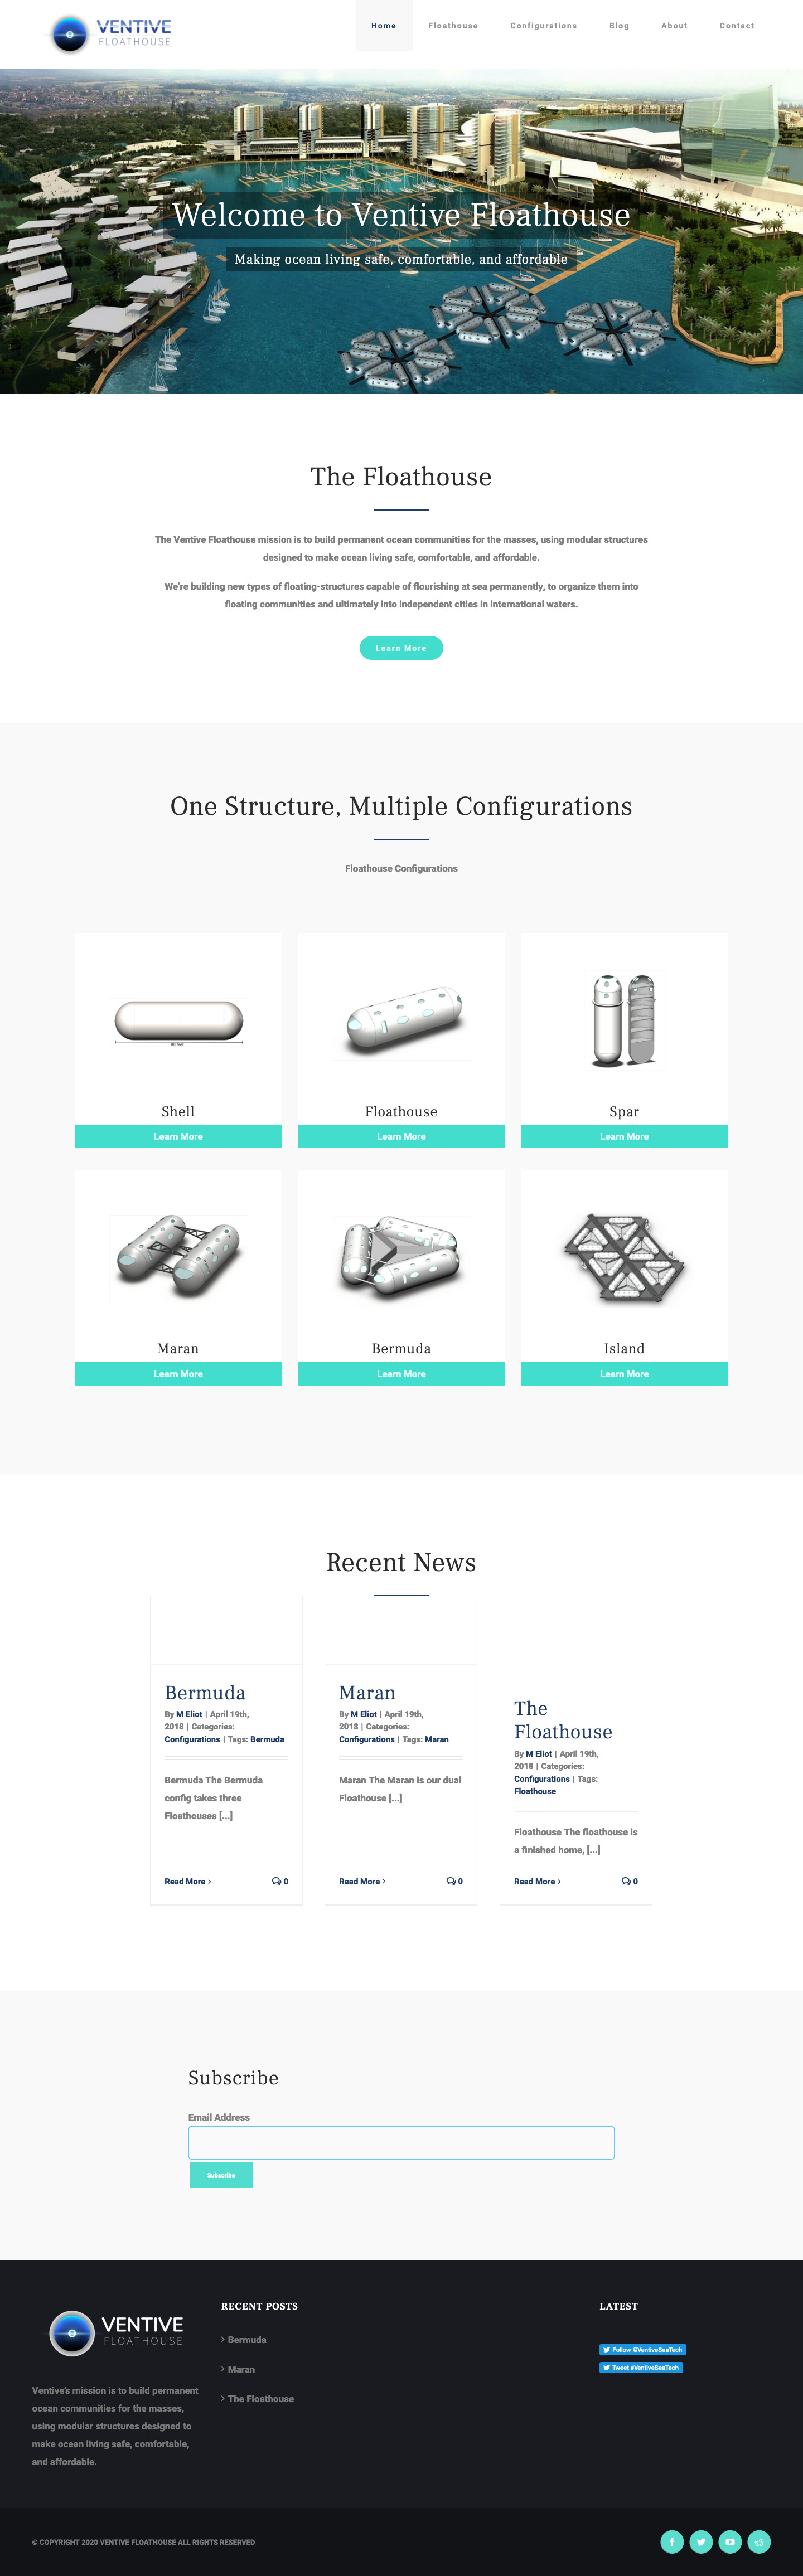 VENTIVE
FLOATHOUSE
Home
Floathouse
Configurations
Blog
About
Contact
Welcome to Ventive Floathouse
Making ocean living safe, comfortable, and affordable
The Floathouse
The Ventive Floathouse mission is to build permanent ocean communities for the masses, using modular structures
designed to make ocean living safe, comfortable, and affordable.
We're building new types of floating-structures capable of flourishing at sea permanently, to organize them into
floating communities and ultimately into independent cities in international waters.
Learn More
One Structure, Multiple Configurations
Floathouse Configurations
Shell
Learn More
Floathouse
Learn More
Spar
Learn More
Maran
Learn More
Bermuda
Learn More
Island
Learn More
Recent News
Bermuda
By M Eliot | April 19th,
2018 | Categories:
Configurations | Tags: Bermuda
Bermuda The Bermuda
config takes three
Floathouses [...]
Read More >
0
Maran
By M Eliot | April 19th,
2018 | Categories:
Configurations | Tags: Maran
Maran The Maran is our dual
Floathouse [...]
Read More >
0
The
Floathouse
By M Eliot | April 19th,
2018 | Categories:
Configurations | Tags:
Floathouse
Floathouse The floathouse is
a finished home, [...]
Read More >
0
Subscribe
Email Address
Subscribe
VENTIVE
FLOATHOUSE
Ventive's mission is to build permanent
ocean communities for the masses,
using modular structures designed to
make ocean living safe, comfortable,
and affordable.
RECENT POSTS
> Bermuda
> Maran
> The Floathouse
LATEST
Follow @VentiveSeaTech
Tweet #VentiveSeaTech
© COPYRIGHT 2020 VENTIVE FLOATHOUSE ALL RIGHTS RESERVED